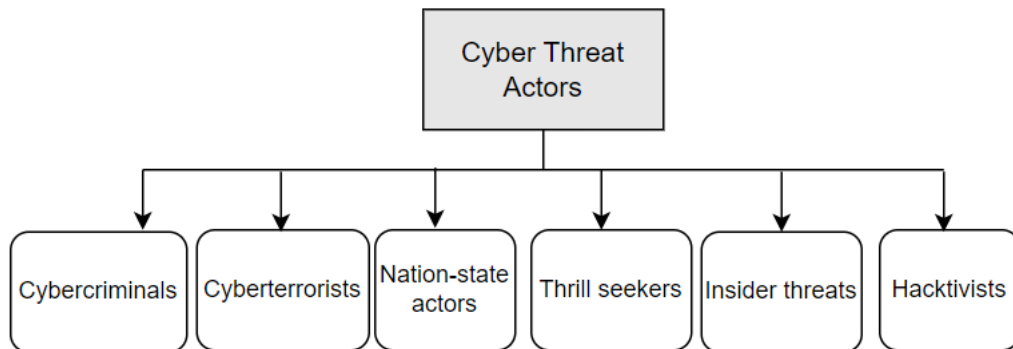 Cyber Threat
Actors
Cybercriminals
Cyberterrorists
Nation-state
actors
Thrill seekers
Insider threats
Hacktivists